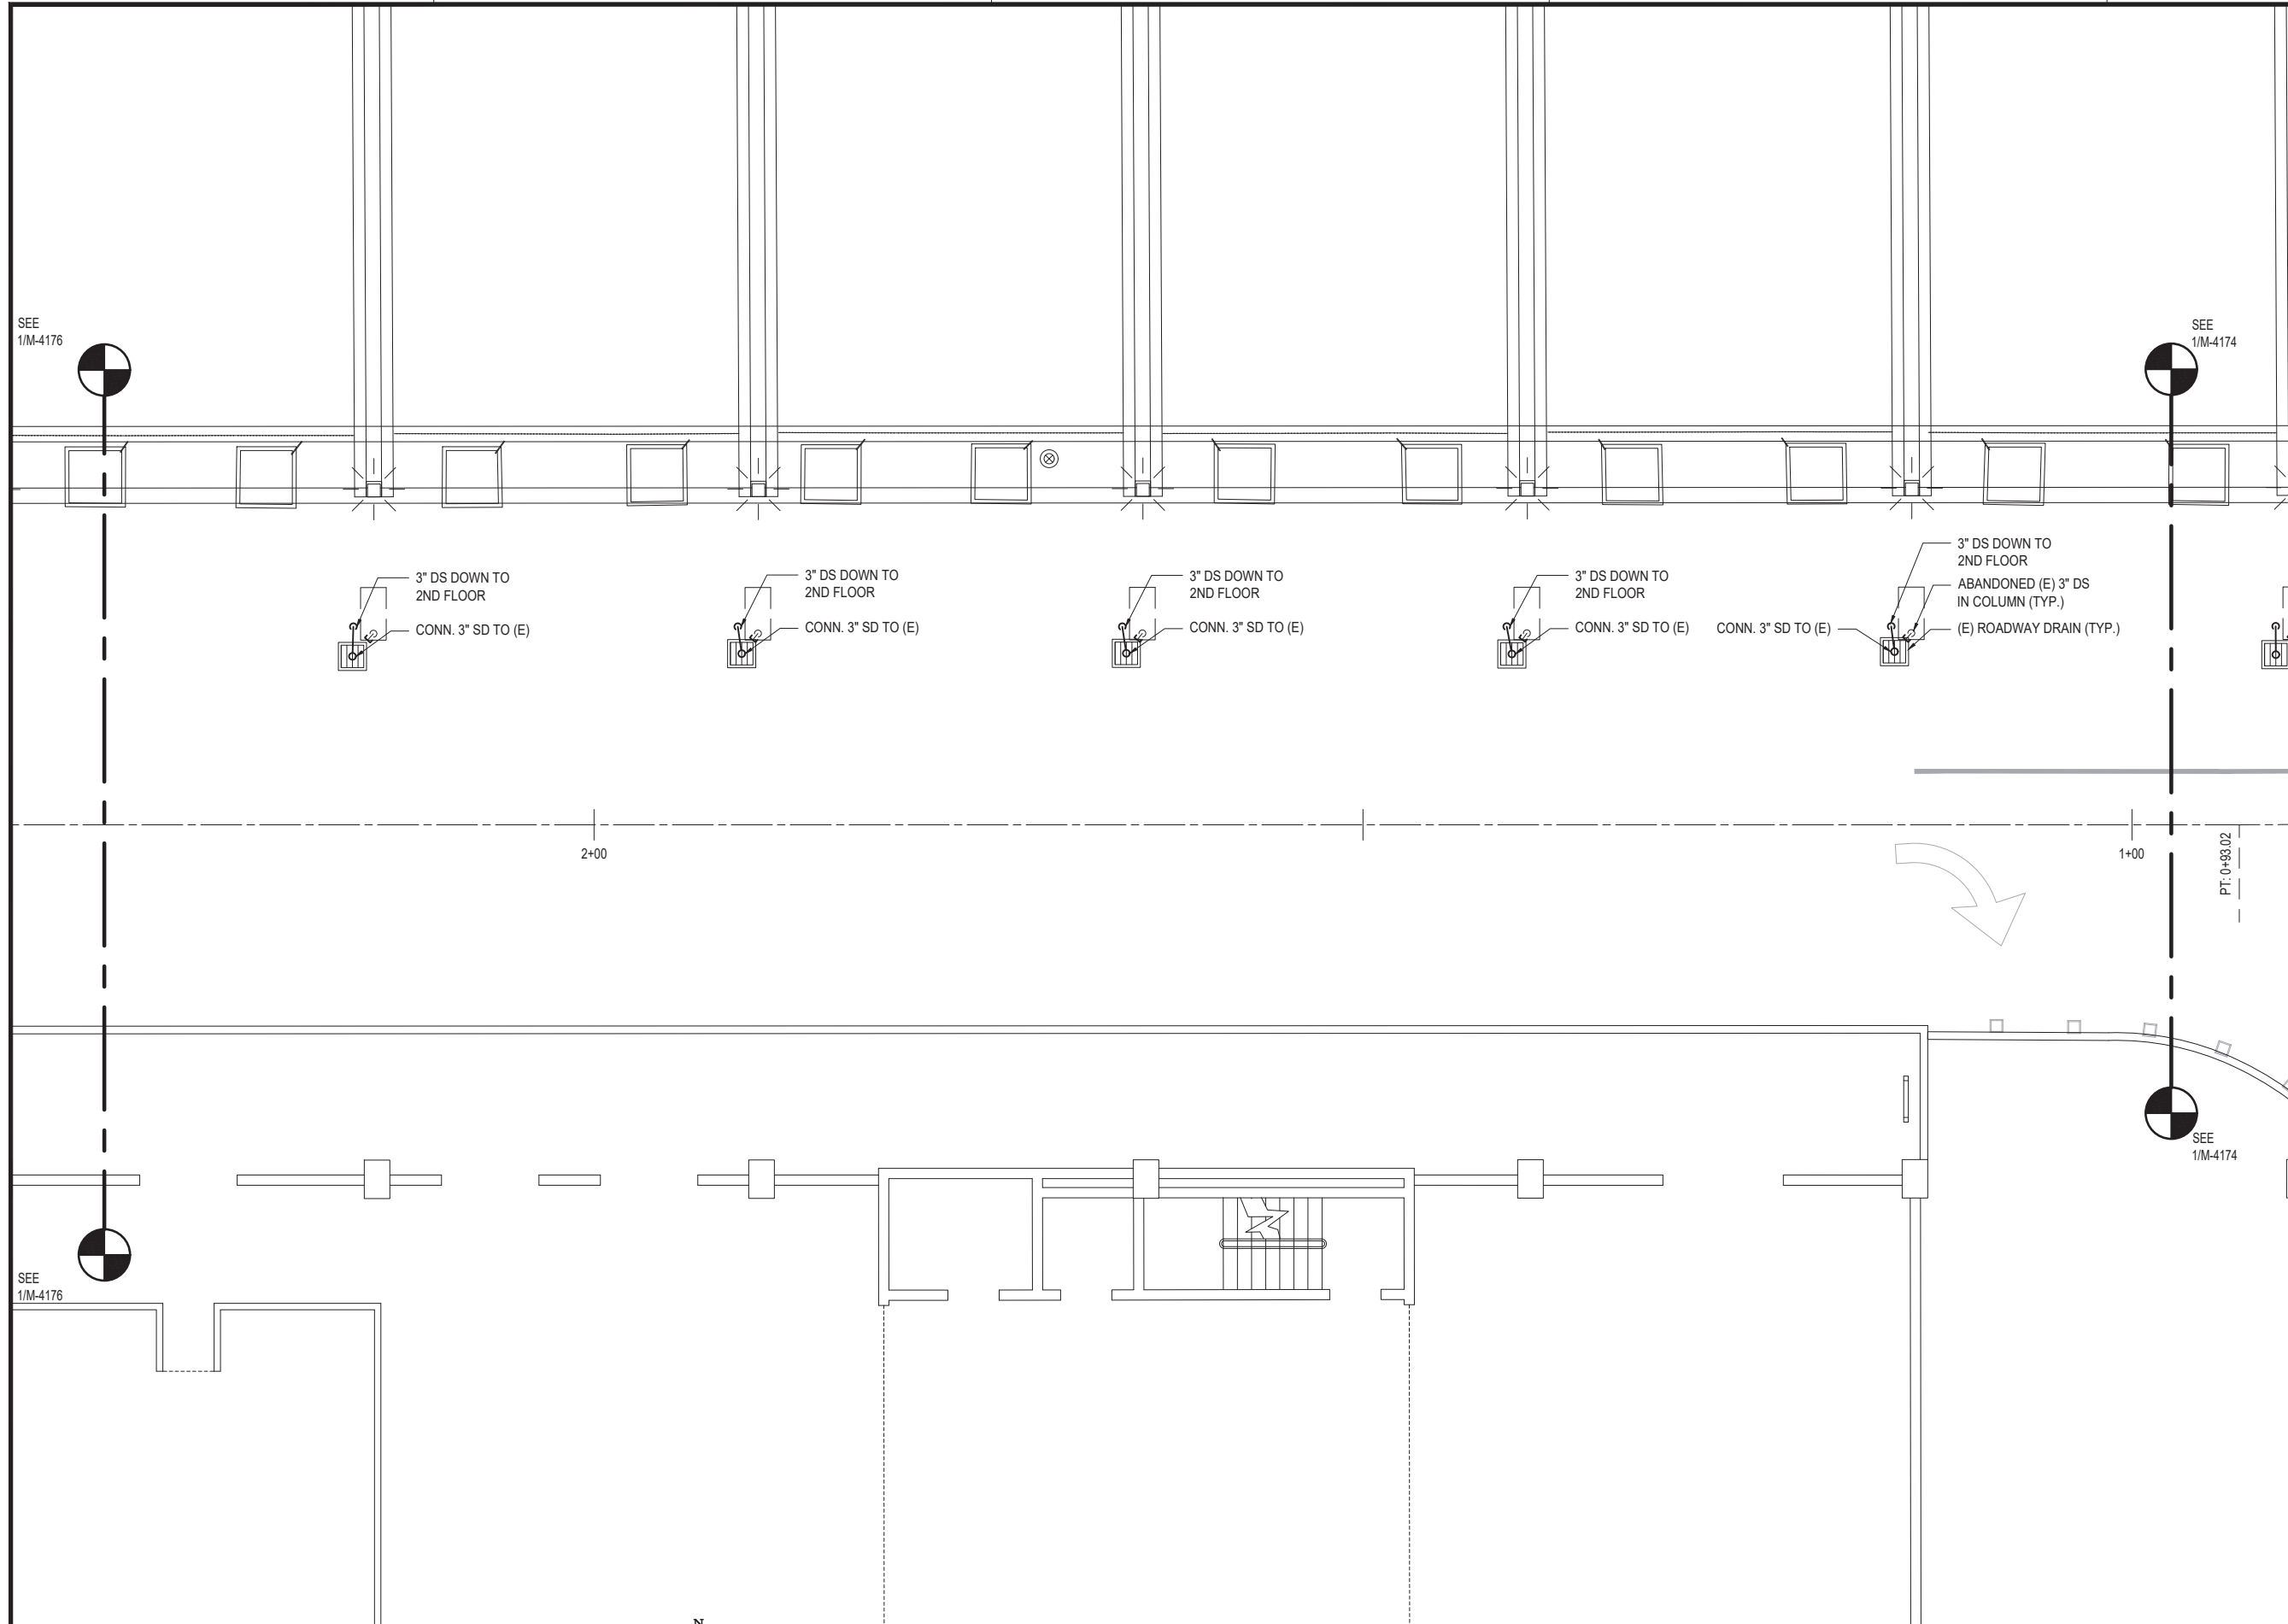 SEE
1/M-4176
SEE
1/M-4174
3" DS DOWN TO
2ND FLOOR
CONN. 3" SD TO (E)
3" DS DOWN TO
2ND FLOOR
CONN. 3" SD TO (E)
3" DS DOWN TO
2ND FLOOR
CONN. 3" SD TO (E)
3" DS DOWN TO
2ND FLOOR
CONN. 3" SD TO (E)
3" DS DOWN TO
2ND FLOOR
ABANDONED (E) 3" DS
IN COLUMN (TYP.)
CONN. 3" SD TO (E)
(E) ROADWAY DRAIN (TYP.)
2+00
1+00
PT: 0+93.02
SEE
1/M-4174
SEE
1/M-4176
N